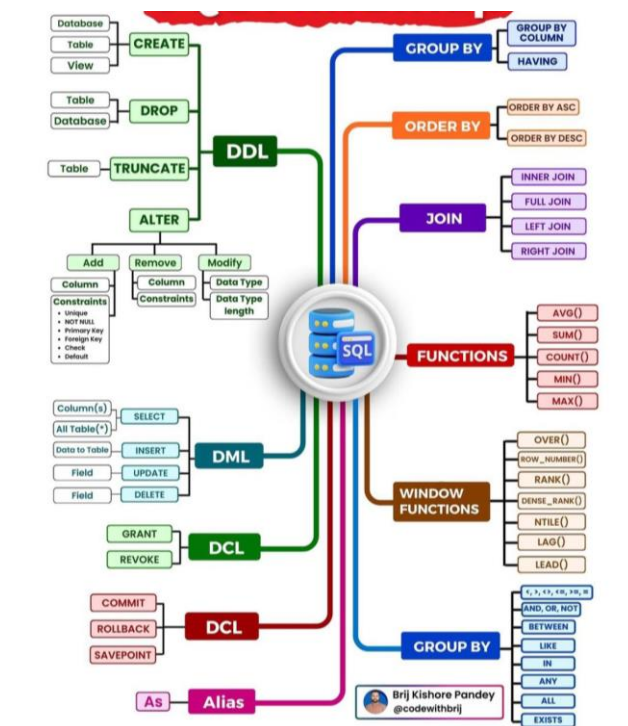 Database
Table
View
CREATE
Table
Database
DROP
Table
TRUNCATE
ALTER
DDL
Add
Remove
Modify
Column
Constraints
• Unique
• NOT NULL
• Primary Key
• Foreign Key
• Check
• Default
Column
Constraints
Data Type
Data Type
length
GROUP BY
GROUP BY
COLUMN
HAVING
ORDER BY
ORDER BY ASC
ORDER BY DESC
JOIN
INNER JOIN
FULL JOIN
LEFT JOIN
RIGHT JOIN
SQL
FUNCTIONS
AVG()
SUM()
COUNT()
MIN()
MAX()
Column(s)
All Table(*)
SELECT
Data to Table
INSERT
Field
UPDATE
Field
DELETE
DML
WINDOW
FUNCTIONS
OVER()
ROW_NUMBER()
RANK()
DENSE_RANK()
NTILE()
LAG()
LEAD()
GRANT
REVOKE
DCL
COMMIT
ROLLBACK
SAVEPOINT
DCL
As
Alias
GROUP BY
<, >, <>, <=, >=, =
AND, OR, NOT
BETWEEN
LIKE
IN
ANY
ALL
EXISTS
Brij Kishore Pandey
@codewithbrij